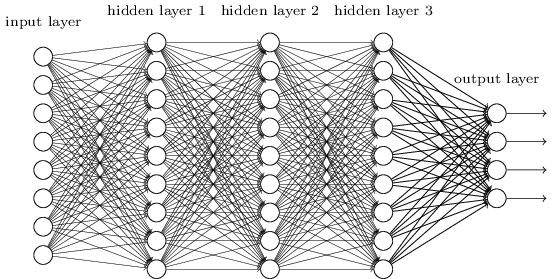 hidden layer 1 hidden layer 2 hidden layer 3
input layer
output layer